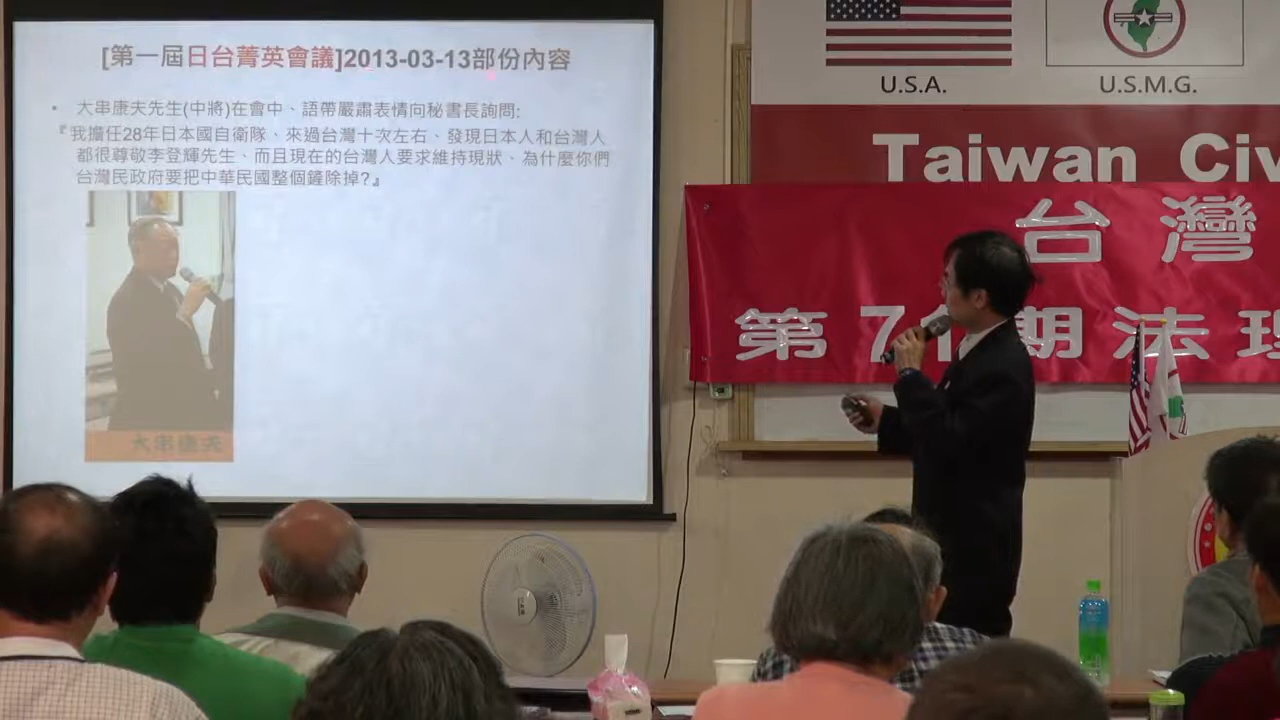 [第一屆日台菁英會議]2013-03-13部份內容
• 大串康夫先生(中將)在會中、語帶嚴肅表情向秘書長詢問:
『我擔任28年日本國自衛隊、來過台灣十次左右、發現日本人和台灣人
都很尊敬李登輝先生、而且現在的台灣人要求維持現狀、為什麼你們
台灣民政府要把中華民國整個鏟除掉?』
大串康夫
U.S.A.
U.S.M.G.
Taiwan Civ
台灣
第7 期法理